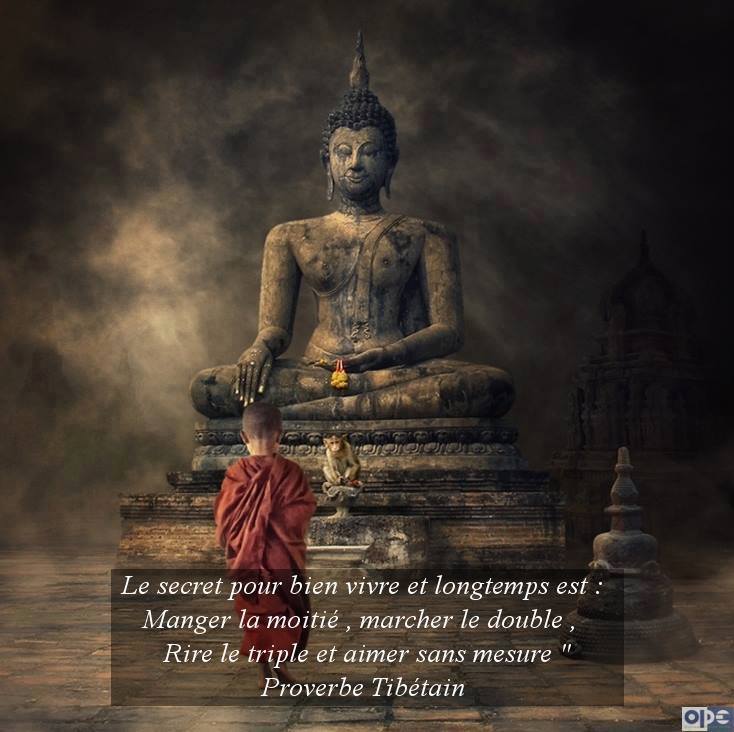 Le secret pour bien vivre et longtemps est :
Manger la moitié , marcher le double ,
Rire le triple et aimer sans mesure "
Proverbe Tibétain
ope